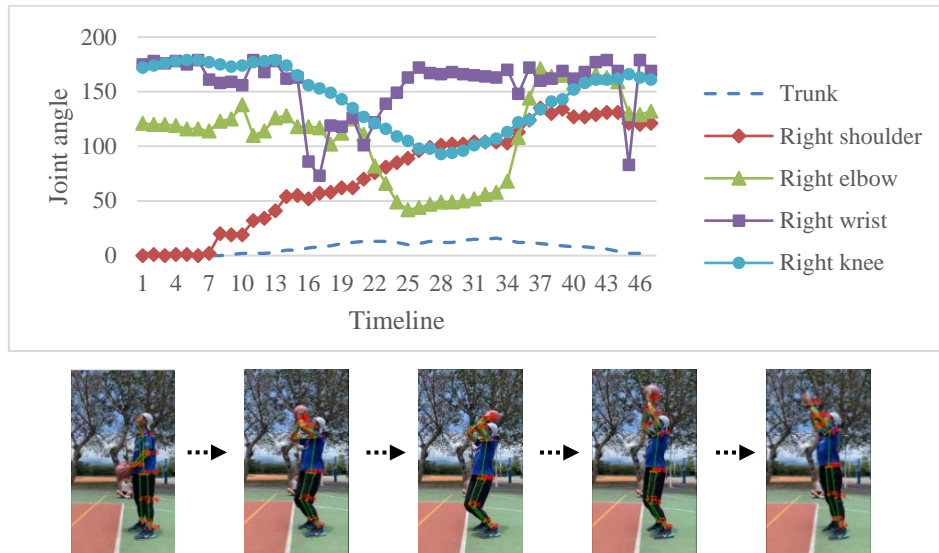 200
150
100
50
0
Joint angle
1 4 7 10 13 16 19 22 25 28 31 34 37 40 43 46
Timeline
Trunk
Right shoulder
Right elbow
Right wrist
Right knee